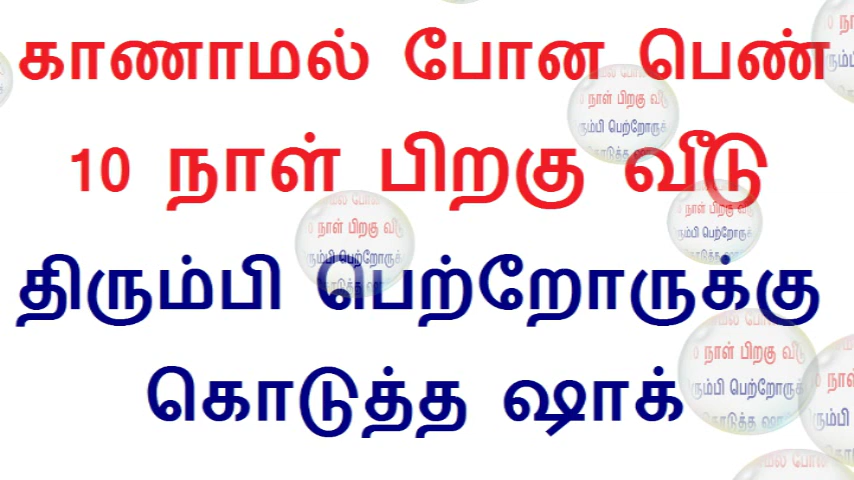 காணாமல் போன பெண்
10 நாள் பிறகு வீடு
திரும்பி பெற்றோருக்கு
கொடுத்த ஷாக்